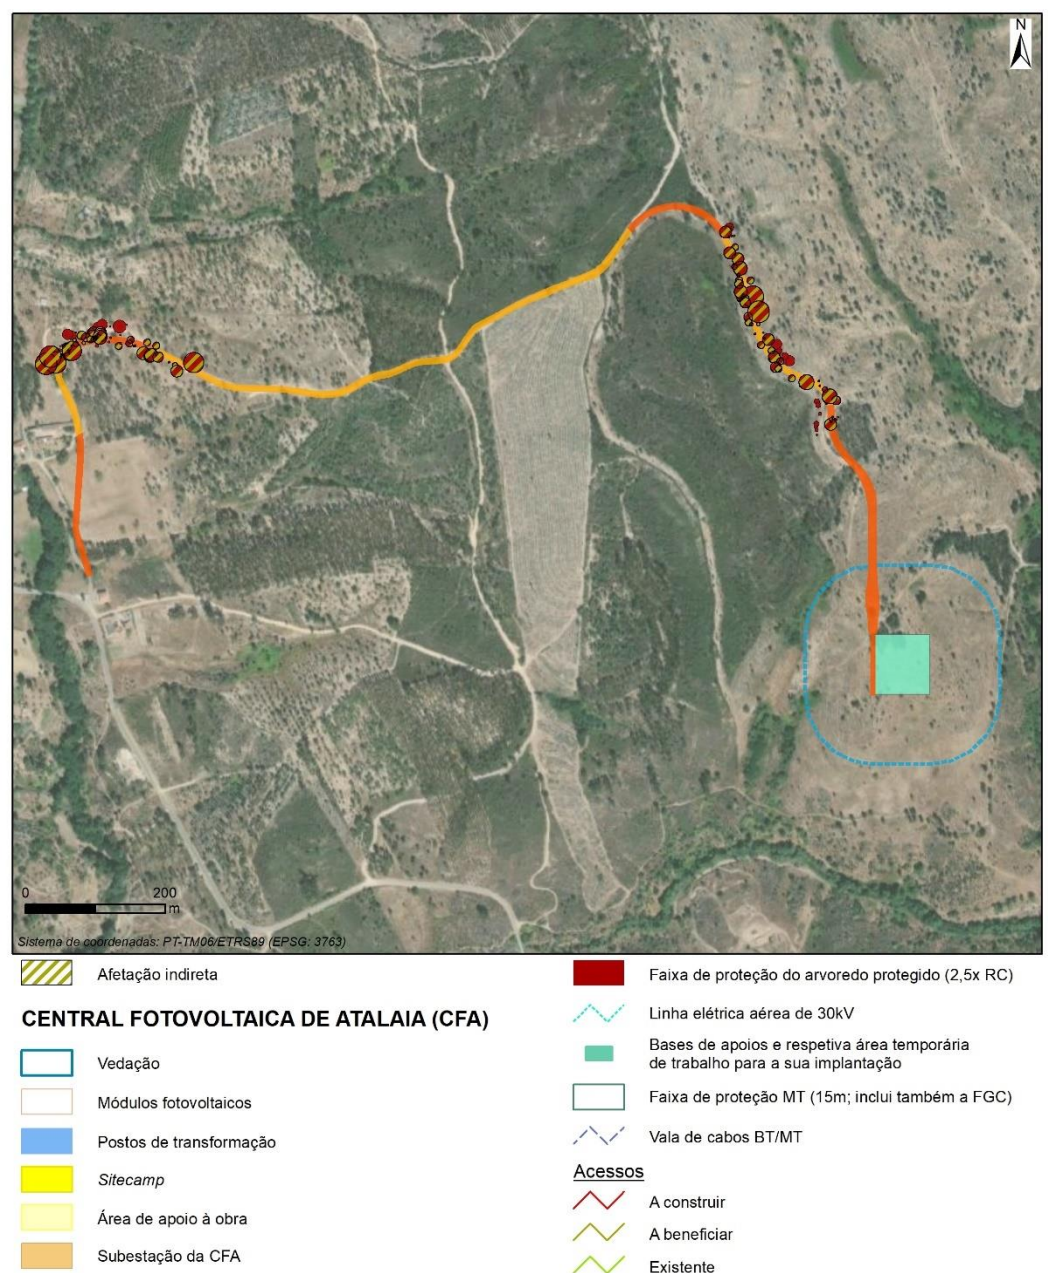 N
0 200
m
Sistema de coordenadas: PT-TM06/ETRS89 (EPSG: 3763)
Afetação indireta
CENTRAL FOTOVOLTAICA DE ATALAIA (CFA)
Vedação
Módulos fotovoltaicos
Postos de transformação
Sitecamp
Área de apoio à obra
Subestação da CFA
Faixa de proteção do arvoredo protegido (2,5x RC)
Linha elétrica aérea de 30kV
Bases de apoios e respetiva área temporária
de trabalho para a sua implantação
Faixa de proteção MT (15m; inclui também a FGC)
Vala de cabos BT/MT
Acessos
A construir
A beneficiar
Existente